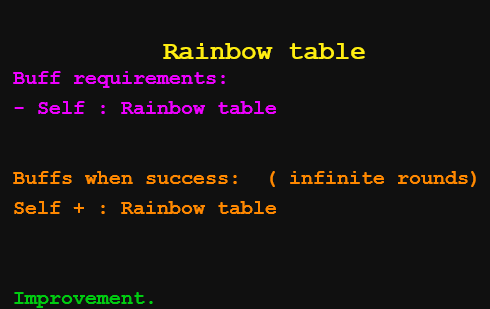 Rainbow table
Buff requirements:
- Self : Rainbow table
Buffs when success:  ( infinite rounds)
Self + : Rainbow table
Improvement.